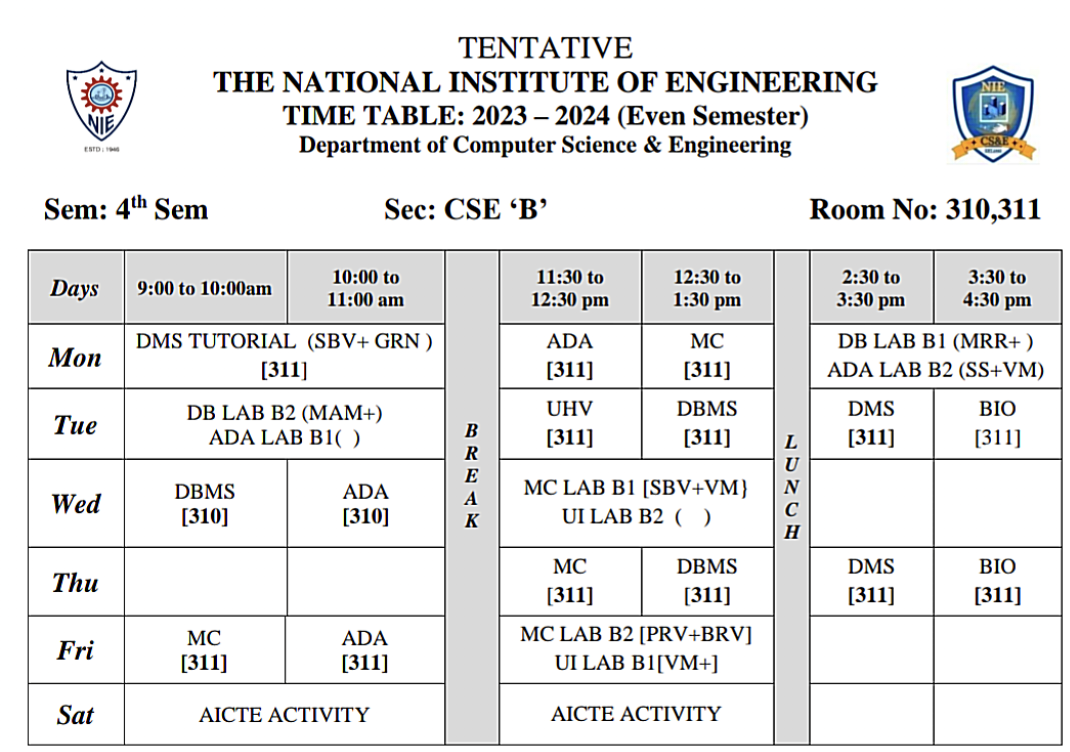 TENTATIVE
THE NATIONAL INSTITUTE OF ENGINEERING
TIME TABLE: 2023 – 2024 (Even Semester)
Department of Computer Science & Engineering
NIE
ESTD : 1946
NIE
CS&E
Sem: 4th Sem Sec: CSE ‘B’ Room No: 310,311
Days 9:00 to 10:00am 10:00 to 11:00 am 11:30 to 12:30 pm 12:30 to 1:30 pm 2:30 to 3:30 pm 3:30 to 4:30 pm
BREAK
LUNCH
Mon
DMS TUTORIAL (SBV+ GRN )
[311]
ADA
[311]
MC
[311]
DB LAB B1 (MRR+ )
ADA LAB B2 (SS+VM)
Tue
DB LAB B2 (MAM+)
ADA LAB B1( )
UHV
[311]
DBMS
[311]
DMS
[311]
BIO
[311]
Wed
DBMS
[310]
ADA
[310]
MC LAB B1 [SBV+VM}
UI LAB B2 ( )
Thu
MC
[311]
DBMS
[311]
DMS
[311]
BIO
[311]
Fri
MC
[311]
ADA
[311]
MC LAB B2 [PRV+BRV]
UI LAB B1[VM+]
Sat
AICTE ACTIVITY
AICTE ACTIVITY